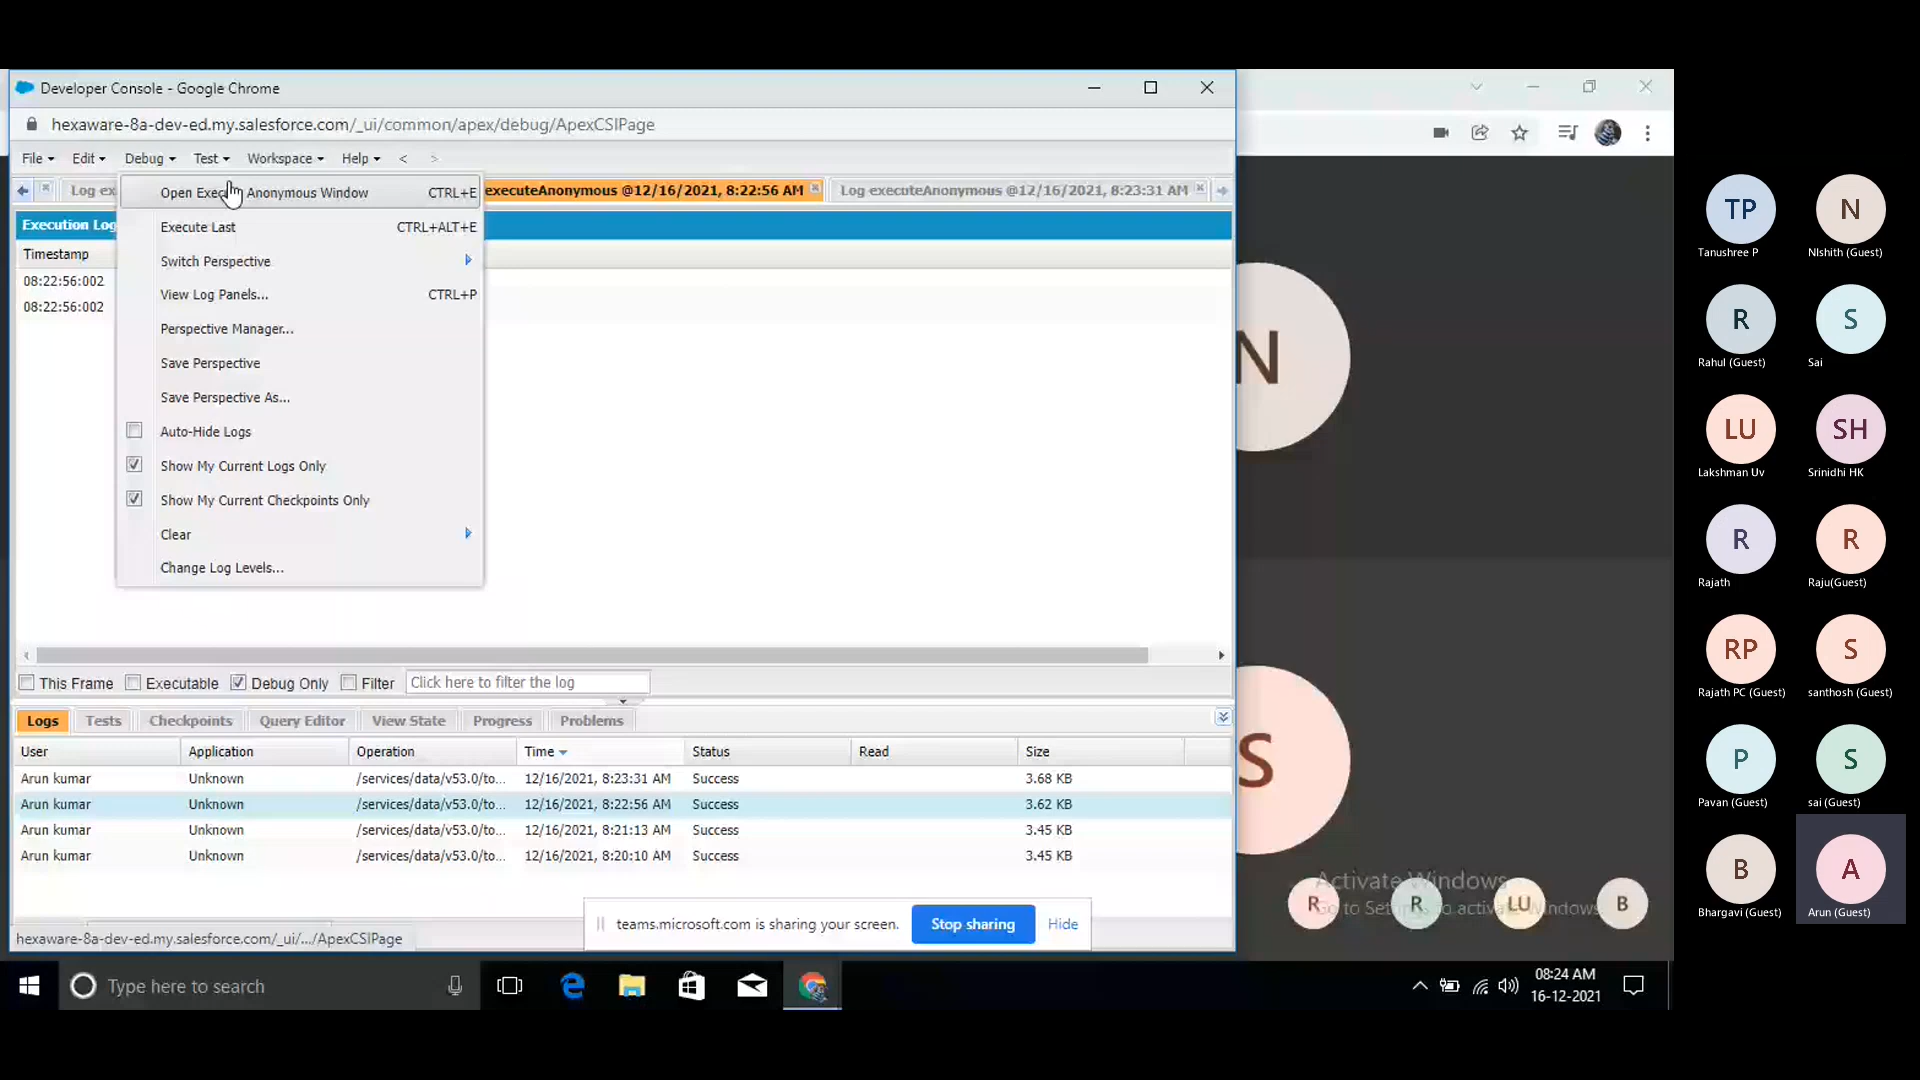 Developer Console - Google Chrome
hexaware-8a-dev-ed.my.salesforce.com/_ui/common/apex/debug/ApexCSIPage
File Edit Debug Test Workspace Help < >
Log ex
executeAnonymous @12/16/2021, 8:22:56 AM
Log executeAnonymous @12/16/2021, 8:23:31 AM
Open Execu Anonymous Window CTRL+E
Execute Last CTRL+ALT+E
Switch Perspective
View Log Panels... CTRL+P
Perspective Manager...
Save Perspective
Save Perspective As...
Auto-Hide Logs
Show My Current Logs Only
Show My Current Checkpoints Only
Clear
Change Log Levels...
Execution Log
Timestamp
08:22:56:002
08:22:56:002
This Frame Executable Debug Only Filter Click here to filter the log
Logs Tests Checkpoints Query Editor View State Progress Problems
User Application Operation Time Status Read Size
Arun kumar Unknown /services/data/v53.0/to... 12/16/2021, 8:23:31 AM Success 3.68 KB
Arun kumar Unknown /services/data/v53.0/to... 12/16/2021, 8:22:56 AM Success 3.62 KB
Arun kumar Unknown /services/data/v53.0/to... 12/16/2021, 8:21:13 AM Success 3.45 KB
Arun kumar Unknown /services/data/v53.0/to... 12/16/2021, 8:20:10 AM Success 3.45 KB
teams.microsoft.com is sharing your screen. Stop sharing Hide
hexaware-8a-dev-ed.my.salesforce.com/_ui/.../ApexCSIPage
N
S
Activate Windows
Go to Settings to activate Windows.
R R LU B
Type here to search
08:24 AM
16-12-2021
TP N
Tanushree P NIshith (Guest)
R S
Rahul (Guest) Sai
LU SH
Lakshman Uv Srinidhi HK
R R
Rajath Raju(Guest)
RP S
Rajath PC (Guest) santhosh (Guest)
P S
Pavan (Guest) sai (Guest)
B A
Bhargavi (Guest) Arun (Guest)